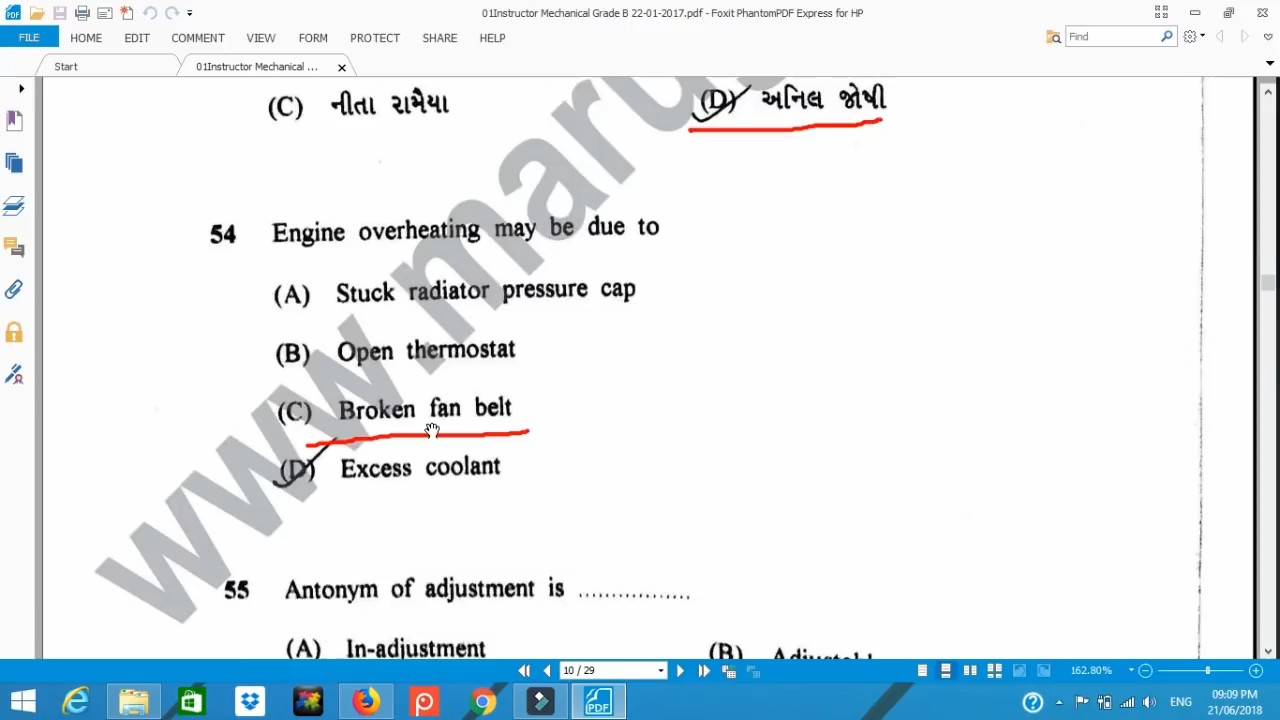 01Instructor Mechanical Grade B 22-01-2017.pdf - Foxit PhantomPDF Express for HP
FILE HOME EDIT COMMENT VIEW FORM PROTECT SHARE HELP
Find
Start
01Instructor Mechanical ...
(C) નીતા રામૈયા
(D) અનિલ જોષી
54 Engine overheating may be due to
(A) Stuck radiator pressure cap
(B) Open thermostat
(C) Broken fan belt
(D) Excess coolant
55 Antonym of adjustment is .................
(A) In-adjustment
(B)
www.maru
10 / 29
162.80%
PDF
ENG
09:09 PM
21/06/2018